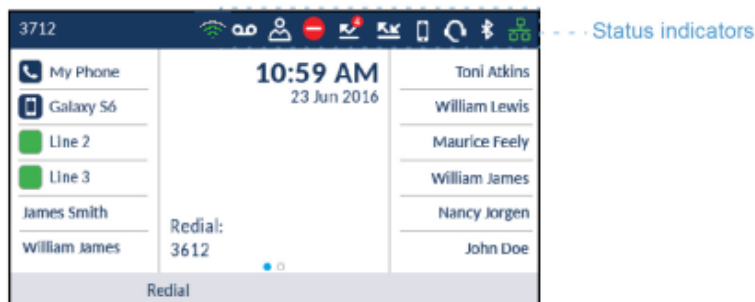 3712
4
Status indicators
My Phone
Galaxy S6
Line 2
Line 3
James Smith
William James
10:59 AM
23 Jun 2016
Redial:
3612
Toni Atkins
William Lewis
Maurice Feely
William James
Nancy Jorgen
John Doe
Redial